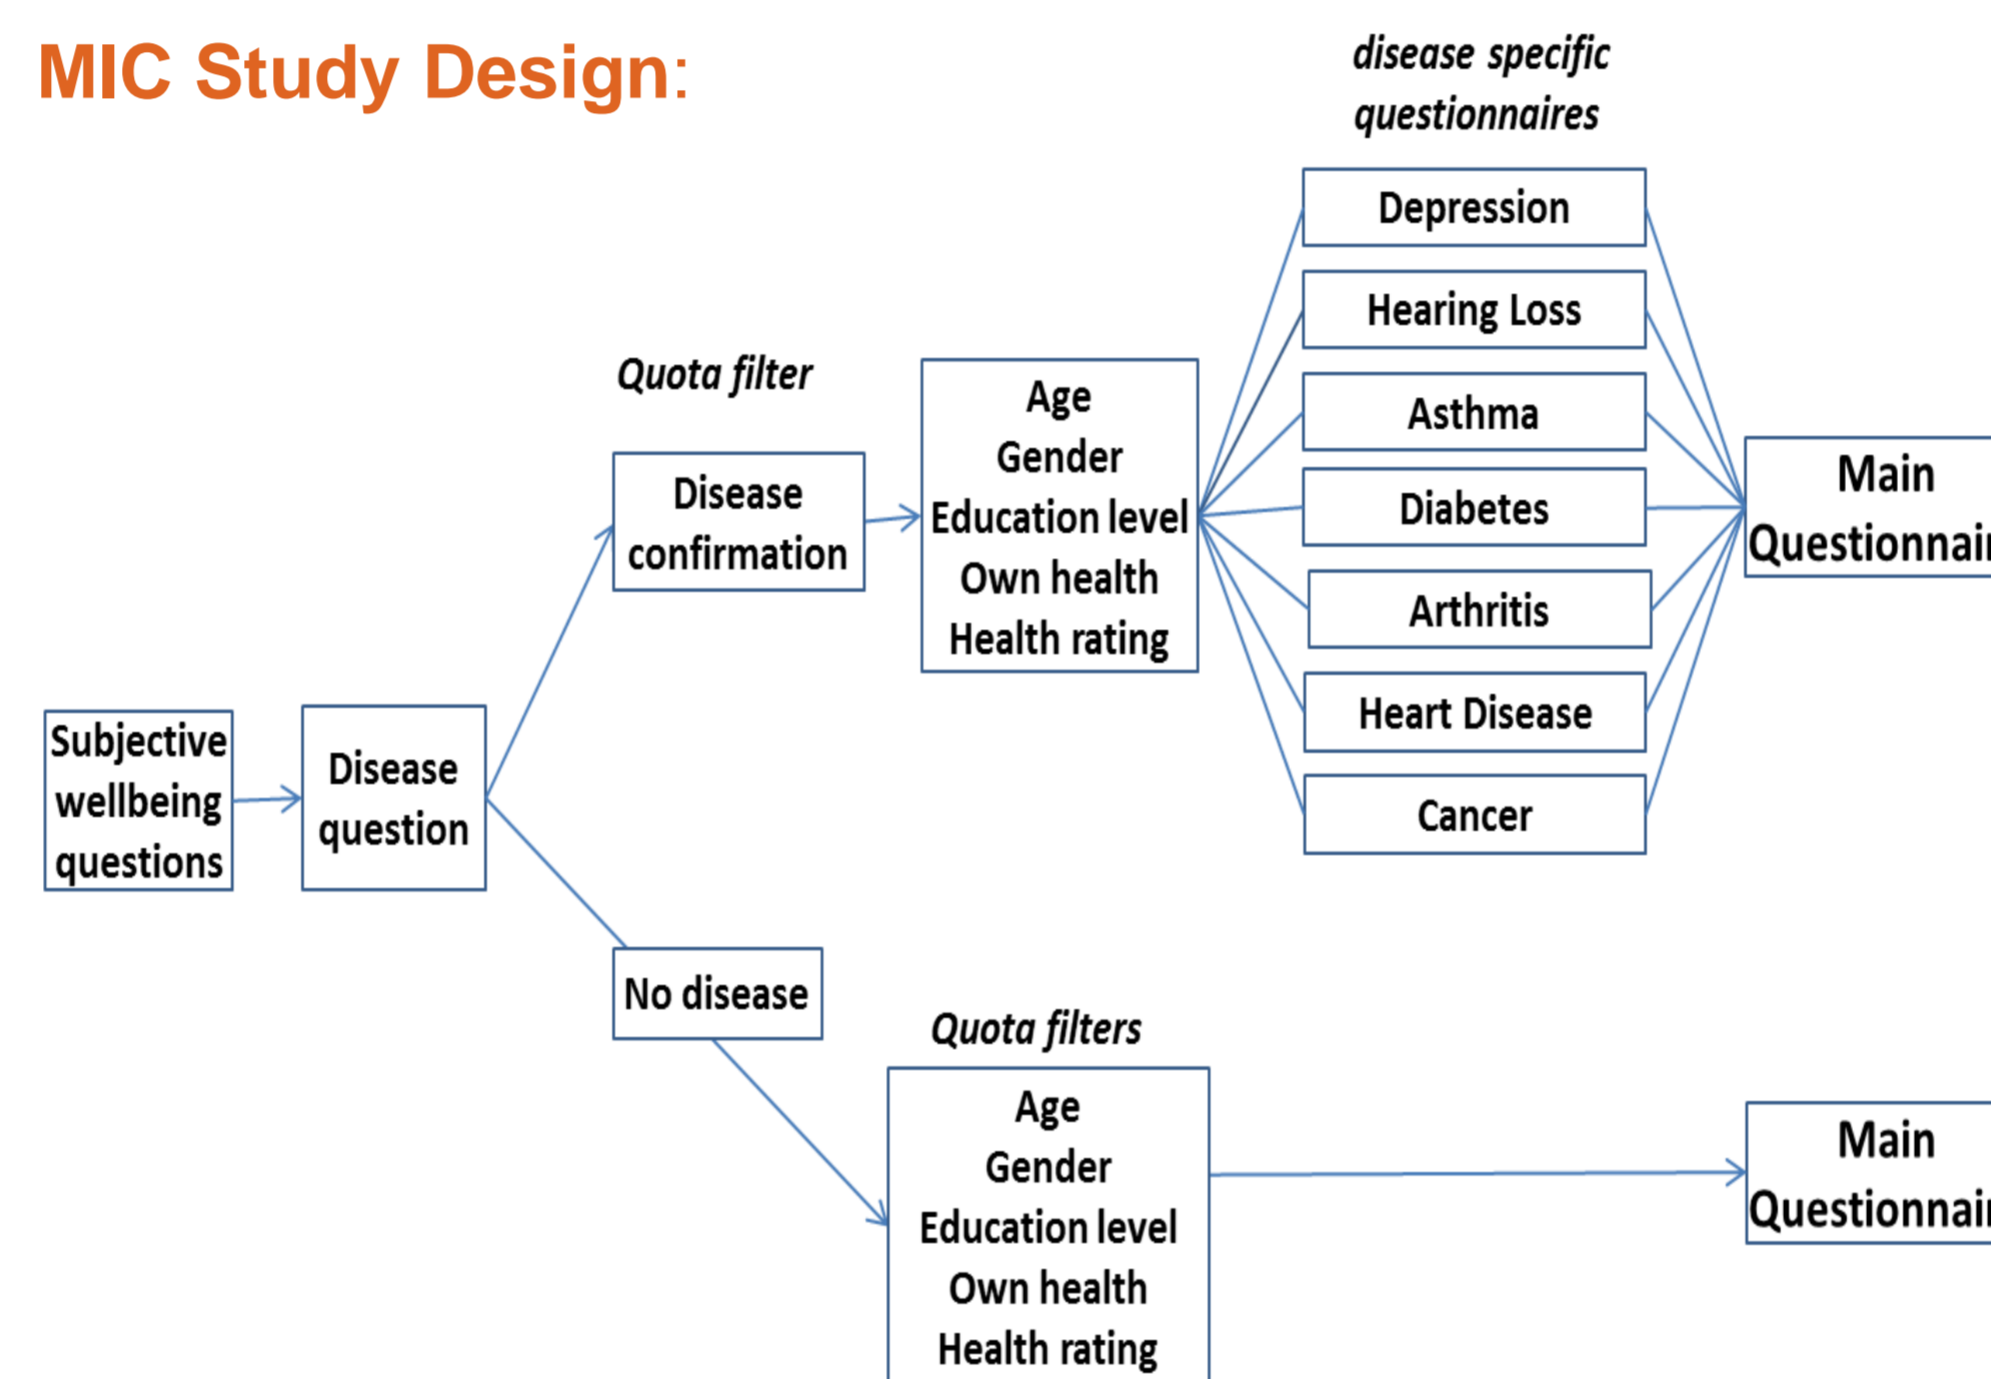 MIC Study Design:
disease specific
questionnaires
Depression
Hearing Loss
Asthma
Diabetes
Arthritis
Heart Disease
Cancer
Quota filter
Disease
confirmation
Age
Gender
Education level
Own health
Health rating
Main
Questionnair
Subjective
wellbeing
questions
Disease
question
No disease
Quota filters
Age
Gender
Education level
Own health
Health rating
Main
Questionnair